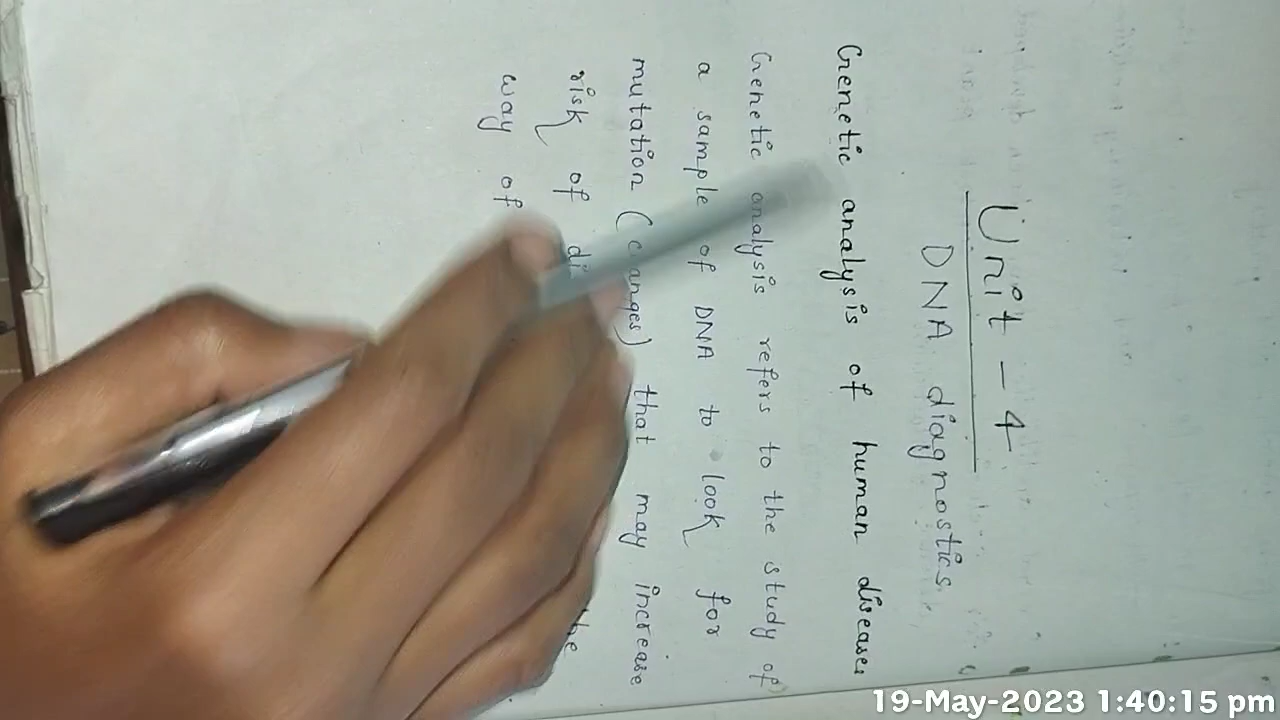 Unit - 4
DNA diagnostics.
Genetic analysis of human diseases
Genetic analysis refers to the study of
a sample of DNA to look for
mutation (changes) that may increase
risk of
way of
19-May-2023 1:40:15 pm